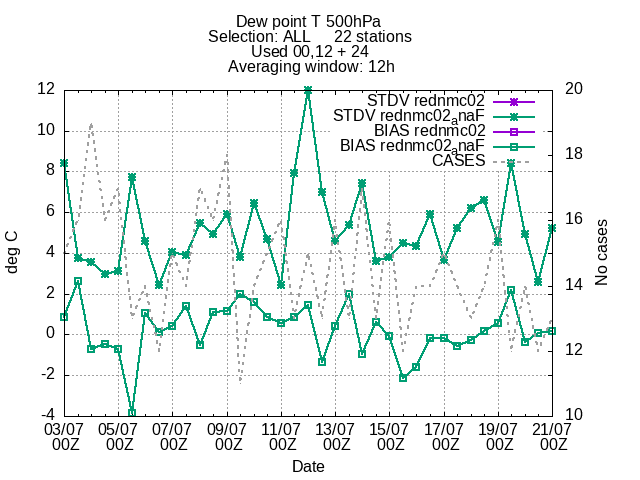 Dew point T 500hPa
Selection: ALL 22 stations
Used 00,12 + 24
Averaging window: 12h
STDV rednmc02
STDV rednmc02anaF
BIAS rednmc02
BIAS rednmc02anaF
CASES
deg C
12
10
8
6
4
2
0
-2
-4
20
18
16
14
12
10
No cases
03/07 05/07 07/07 09/07 11/07 13/07 15/07 17/07 19/07 21/07
00Z 00Z 00Z 00Z 00Z 00Z 00Z 00Z 00Z 00Z
Date